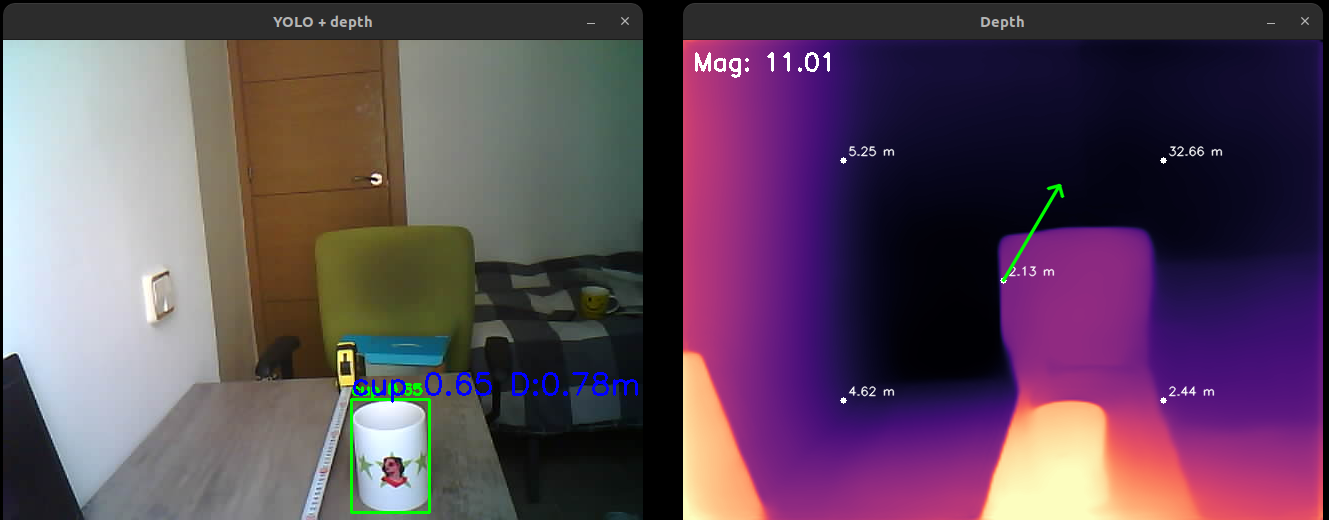 YOLO + depth
cup 0.65 D:0.78m
Depth
Mag: 11.01
5.25 m
32.66 m
2.13 m
4.62 m
2.44 m